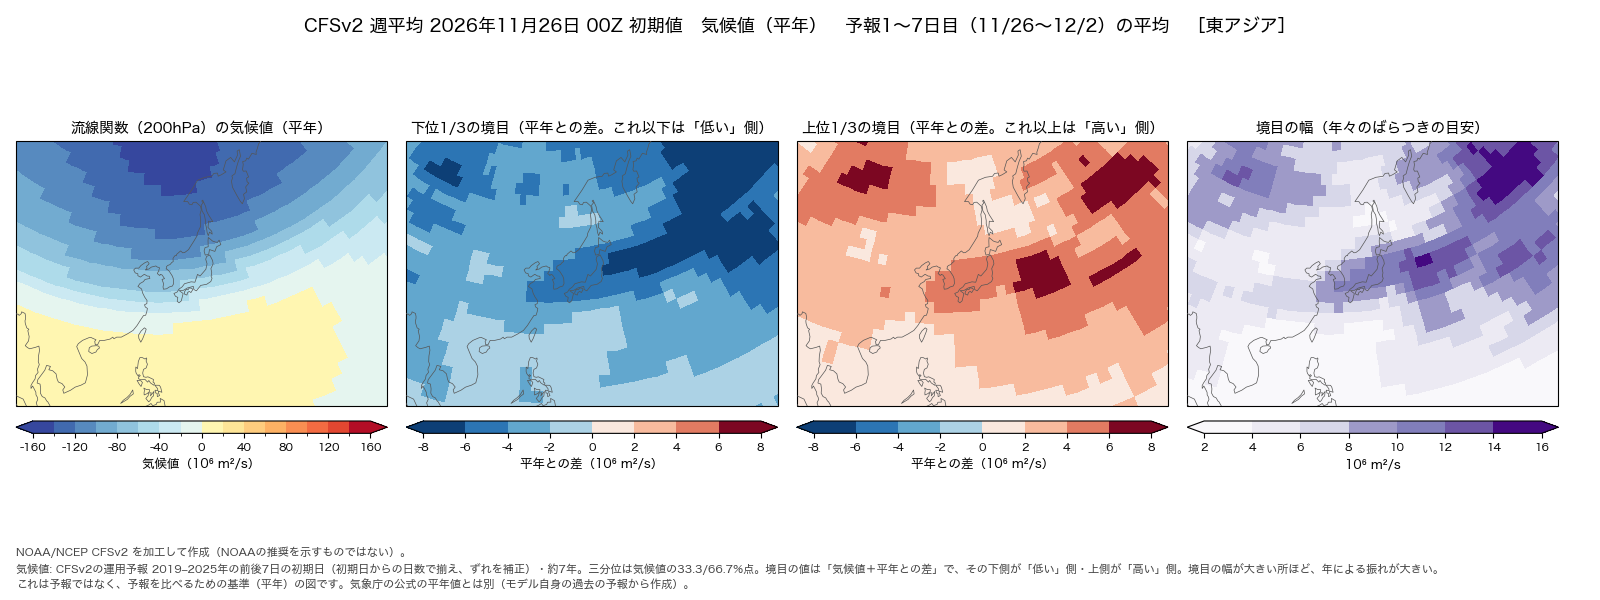 CFSv2 週平均 2026年11月26日 00Z 初期値　気候値（平年）　予報1～7日目（11/26～12/2）の平均　［東アジア］
流線関数（200hPa）の気候値（平年）
下位1/3の境目（平年との差。これ以下は「低い」側）
上位1/3の境目（平年との差。これ以上は「高い」側）
境目の幅（年々のばらつきの目安）
-160 -120 -80 -40 0 40 80 120 160
気候値（10⁶ m²/s）
-8 -6 -4 -2 0 2 4 6 8
平年との差（10⁶ m²/s）
-8 -6 -4 -2 0 2 4 6 8
平年との差（10⁶ m²/s）
2 4 6 8 10 12 14 16
10⁶ m²/s
NOAA/NCEP CFSv2 を加工して作成（NOAAの推奨を示すものではない）。
気候値: CFSv2の運用予報 2019–2025年の前後7日の初期日（初期日からの日数で揃え、ずれを補正）・約7年。三分位は気候値の33.3/66.7%点。境目の値は「気候値＋平年との差」で、その下側が「低い」側・上側が「高い」側。境目の幅が大きい所ほど、年による振れが大きい。
これは予報ではなく、予報を比べるための基準（平年）の図です。気象庁の公式の平年値とは別（モデル自身の過去の予報から作成）。